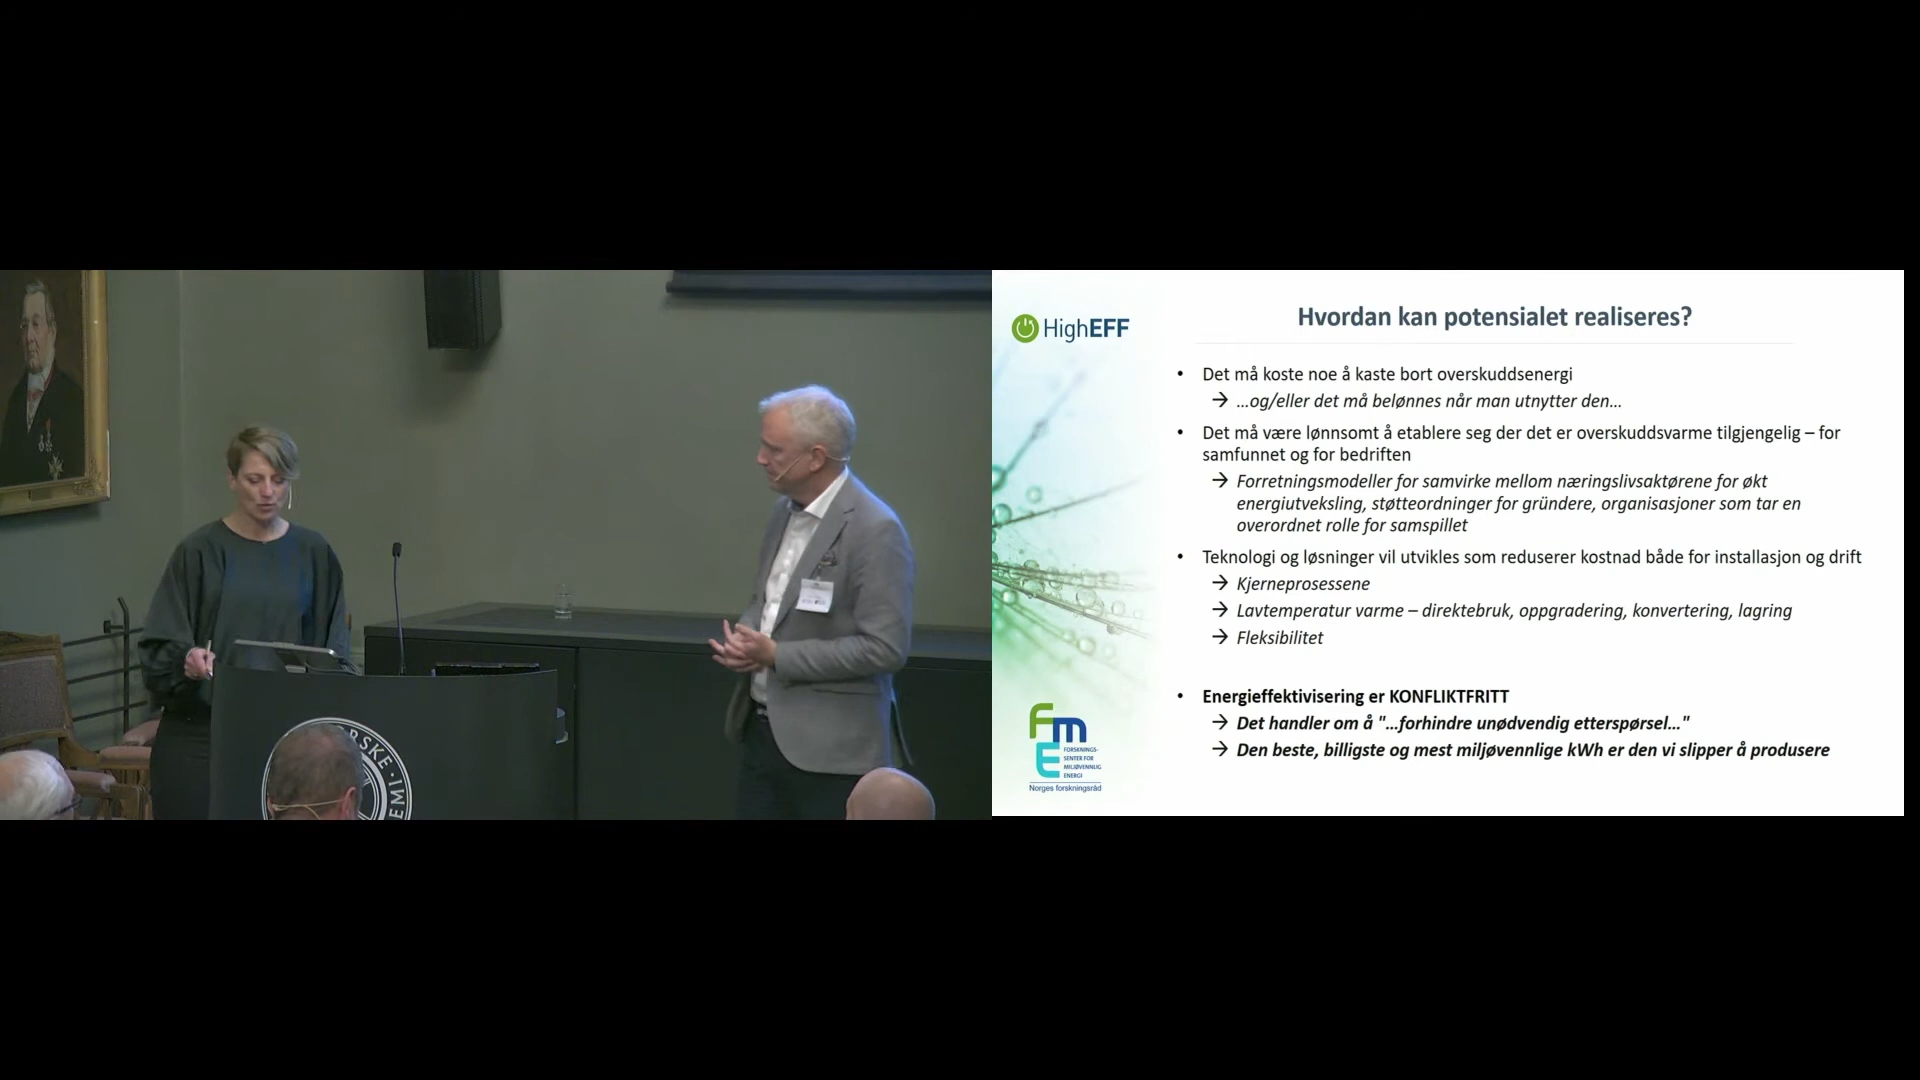 HighEFF
Hvordan kan potensialet realiseres?
• Det må koste noe å kaste bort overskuddsenergi
→ ...og/eller det må belønnes når man utnytter den...
• Det må være lønnsomt å etablere seg der det er overskuddsvarme tilgjengelig – for
samfunnet og for bedriften
→ Forretningsmodeller for samvirke mellom næringslivsaktørene for økt
energiutveksling, støtteordninger for gründere, organisasjoner som tar en
overordnet rolle for samspillet
• Teknologi og løsninger vil utvikles som reduserer kostnad både for installasjon og drift
→ Kjerneprosessene
→ Lavtemperatur varme – direktebruk, oppgradering, konvertering, lagring
→ Fleksibilitet
• Energieffektivisering er KONFLIKTFRITT
→ Det handler om å "...forhindre unødvendig etterspørsel..."
→ Den beste, billigste og mest miljøvennlige kWh er den vi slipper å produsere
FmE
FORSKNINGS-
SENTER FOR
MILJØVENNLIG
ENERGI
Norges forskningsråd